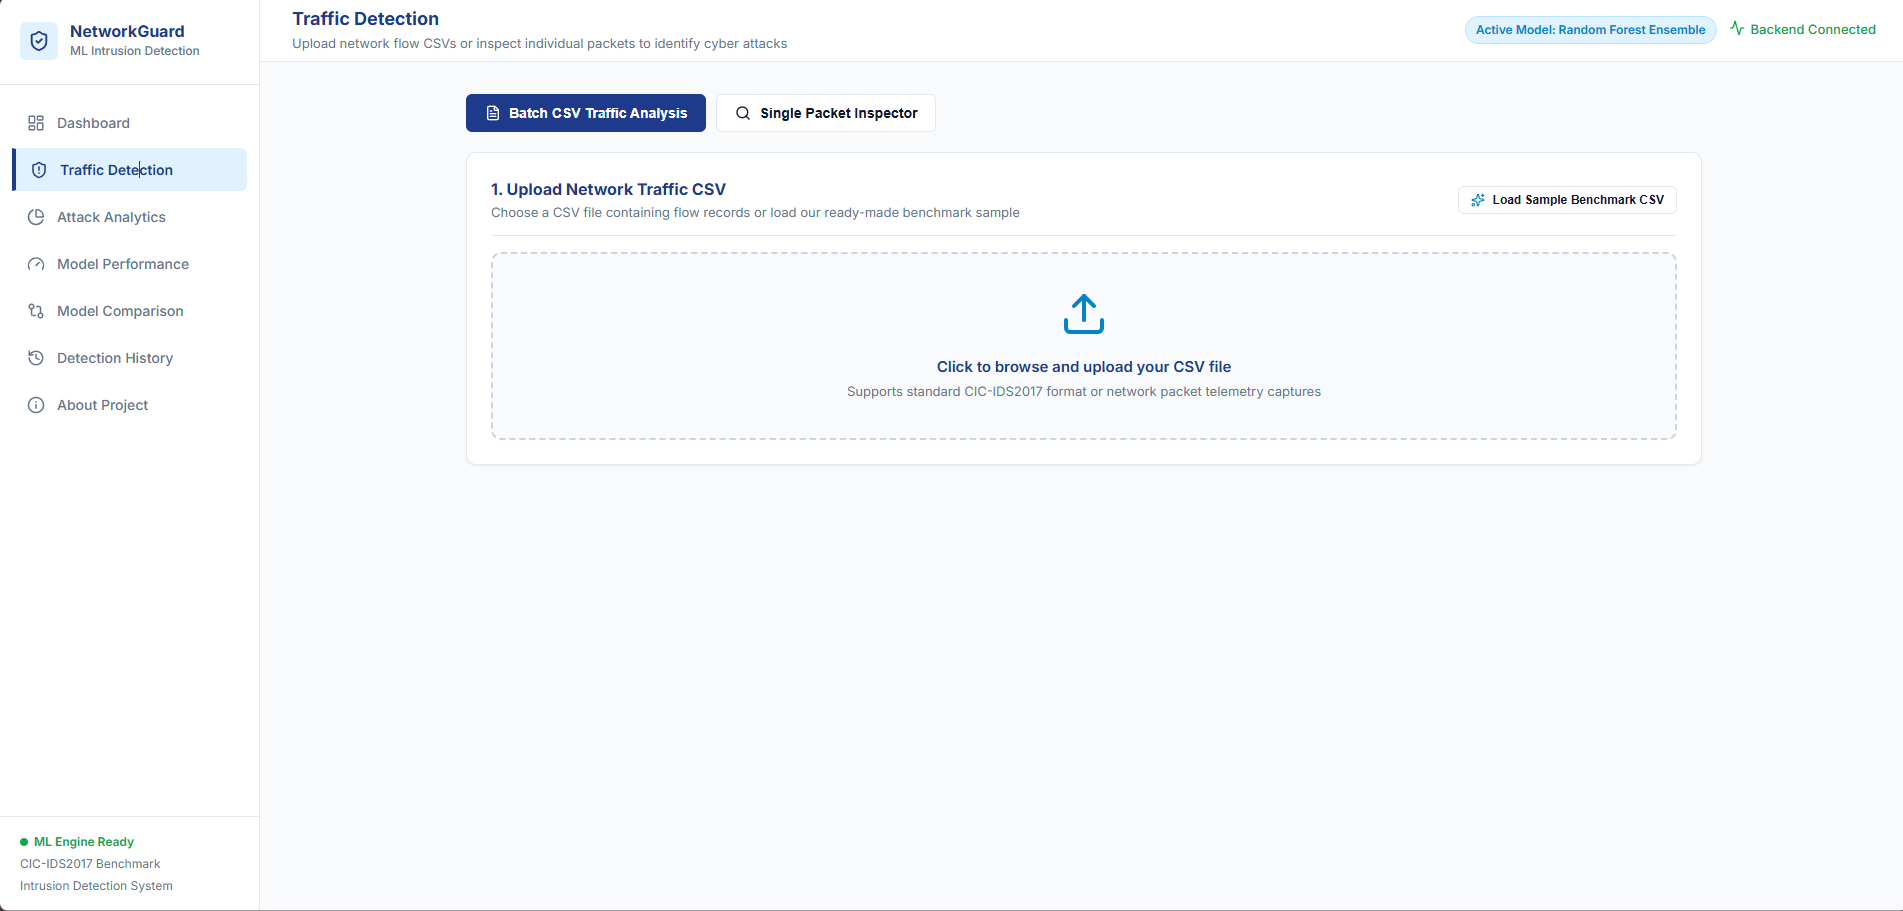 NetworkGuard
ML Intrusion Detection
Dashboard
Traffic Detection
Attack Analytics
Model Performance
Model Comparison
Detection History
About Project
ML Engine Ready
CIC-IDS2017 Benchmark
Intrusion Detection System
Traffic Detection
Upload network flow CSVs or inspect individual packets to identify cyber attacks
Active Model: Random Forest Ensemble
Backend Connected
Batch CSV Traffic Analysis
Single Packet Inspector
1. Upload Network Traffic CSV
Choose a CSV file containing flow records or load our ready-made benchmark sample
Load Sample Benchmark CSV
Click to browse and upload your CSV file
Supports standard CIC-IDS2017 format or network packet telemetry captures